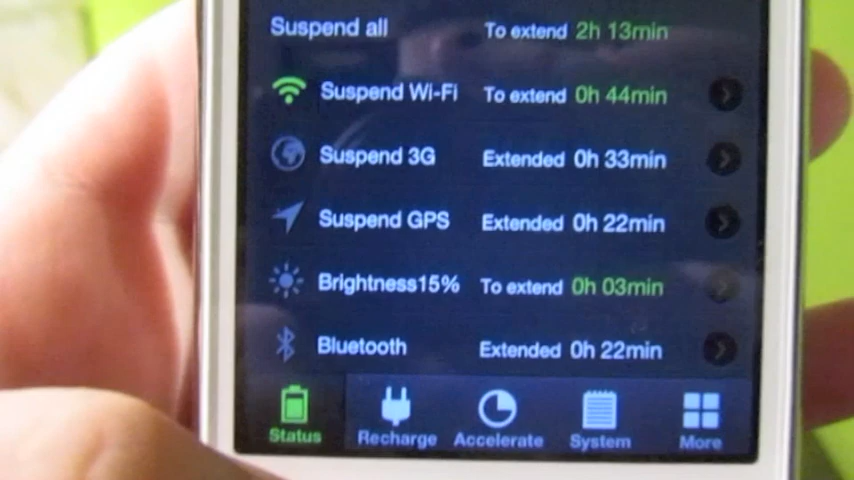 Suspend all To extend 2h 13min
Suspend Wi-Fi To extend 0h 44min
Suspend 3G Extended 0h 33min
Suspend GPS Extended 0h 22min
Brightness15% To extend 0h 03min
Bluetooth Extended 0h 22min
Status Recharge Accelerate System More